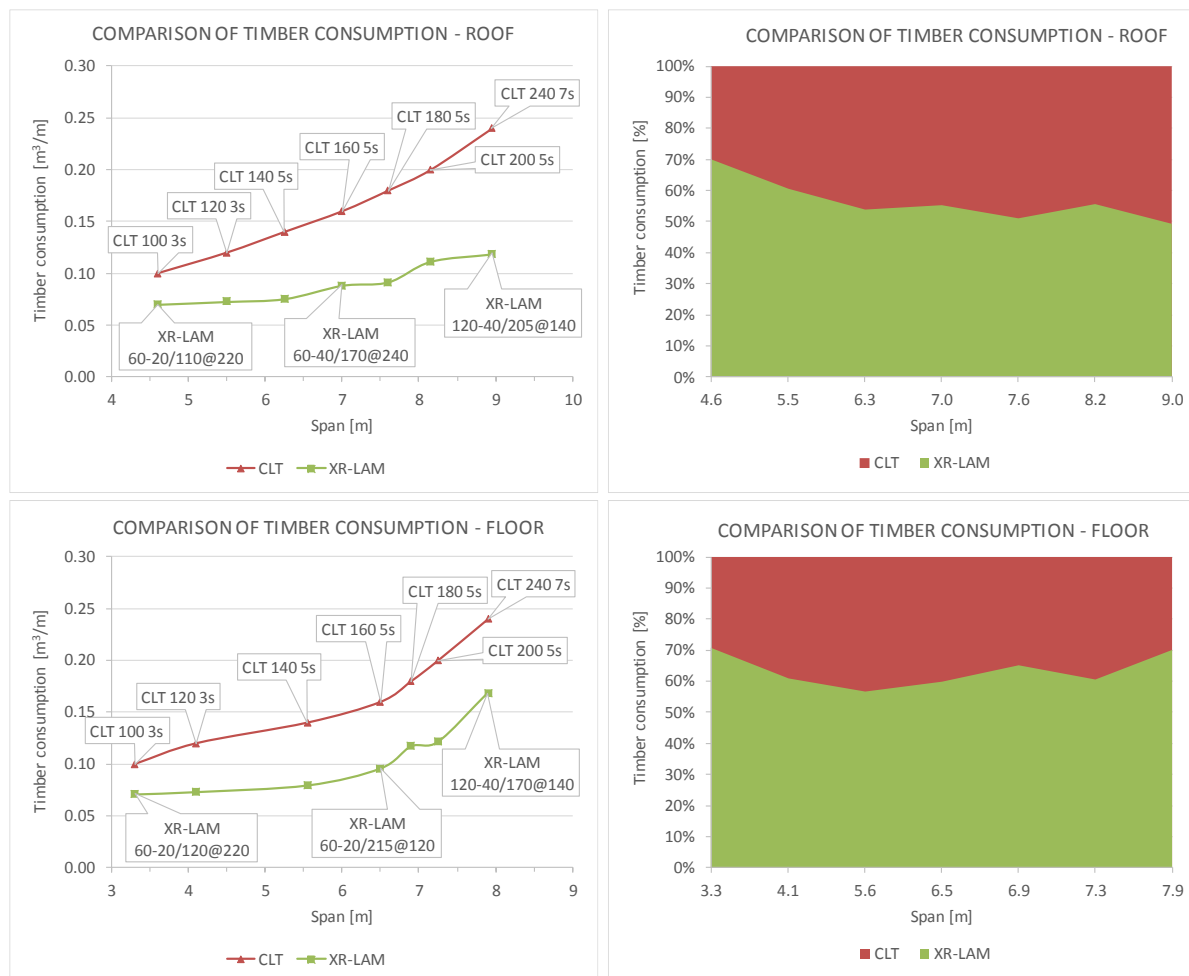 COMPARISON OF TIMBER CONSUMPTION - ROOF
Timber consumption [m³/m]
0.30
0.25
0.20
0.15
0.10
0.05
0.00
CLT 240 7s
CLT 180 5s
CLT 160 5s
CLT 200 5s
CLT 140 5s
CLT 120 3s
CLT 100 3s
XR-LAM
60-20/110@220
XR-LAM
60-40/170@240
XR-LAM
120-40/205@140
4 5 6 7 8 9 10
Span [m]
CLT XR-LAM
COMPARISON OF TIMBER CONSUMPTION - ROOF
Timber consumption [%]
100%
90%
80%
70%
60%
50%
40%
30%
20%
10%
0%
4.6 5.5 6.3 7.0 7.6 8.2 9.0
Span [m]
CLT XR-LAM
COMPARISON OF TIMBER CONSUMPTION - FLOOR
Timber consumption [m³/m]
0.30
0.25
0.20
0.15
0.10
0.05
0.00
CLT 240 7s
CLT 180 5s
CLT 160 5s
CLT 200 5s
CLT 140 5s
CLT 120 3s
CLT 100 3s
XR-LAM
60-20/120@220
XR-LAM
60-20/215@120
XR-LAM
120-40/170@140
3 4 5 6 7 8 9
Span [m]
CLT XR-LAM
COMPARISON OF TIMBER CONSUMPTION - FLOOR
Timber consumption [%]
100%
90%
80%
70%
60%
50%
40%
30%
20%
10%
0%
3.3 4.1 5.6 6.5 6.9 7.3 7.9
Span [m]
CLT XR-LAM